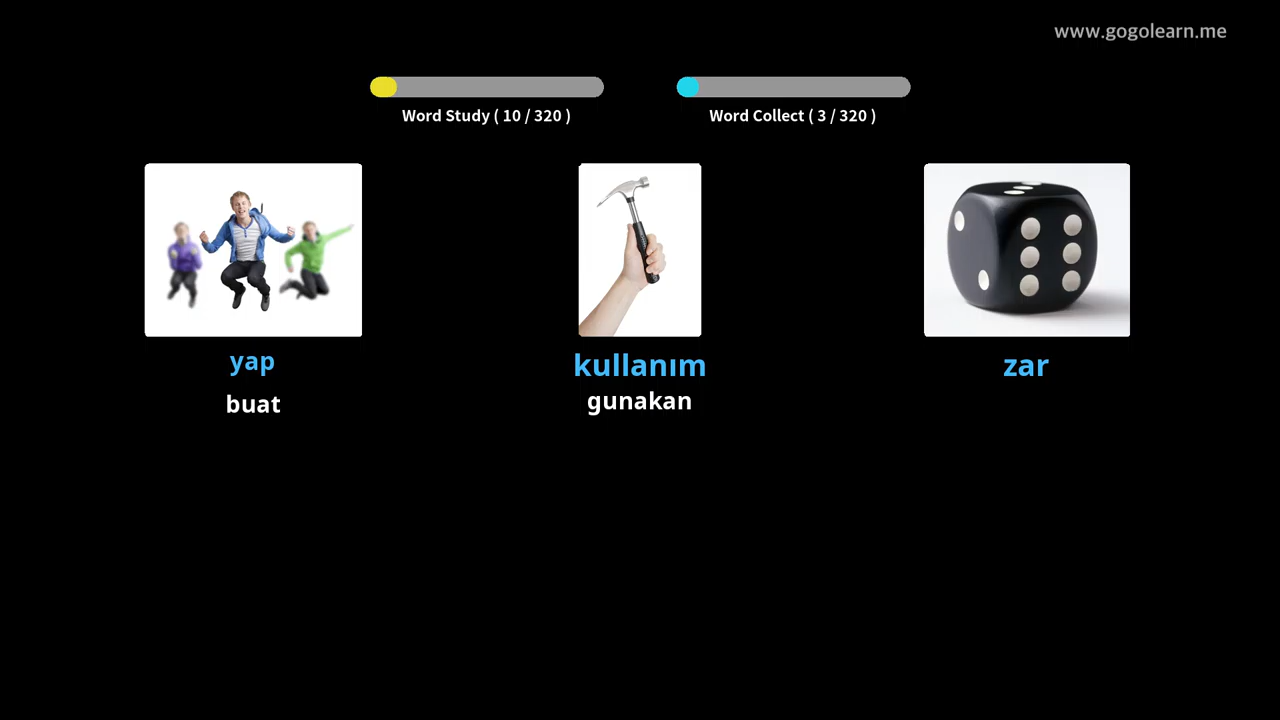 www.gogolearn.me
Word Study ( 10 / 320 )
Word Collect ( 3 / 320 )
yap
kullanım
zar
buat
gunakan